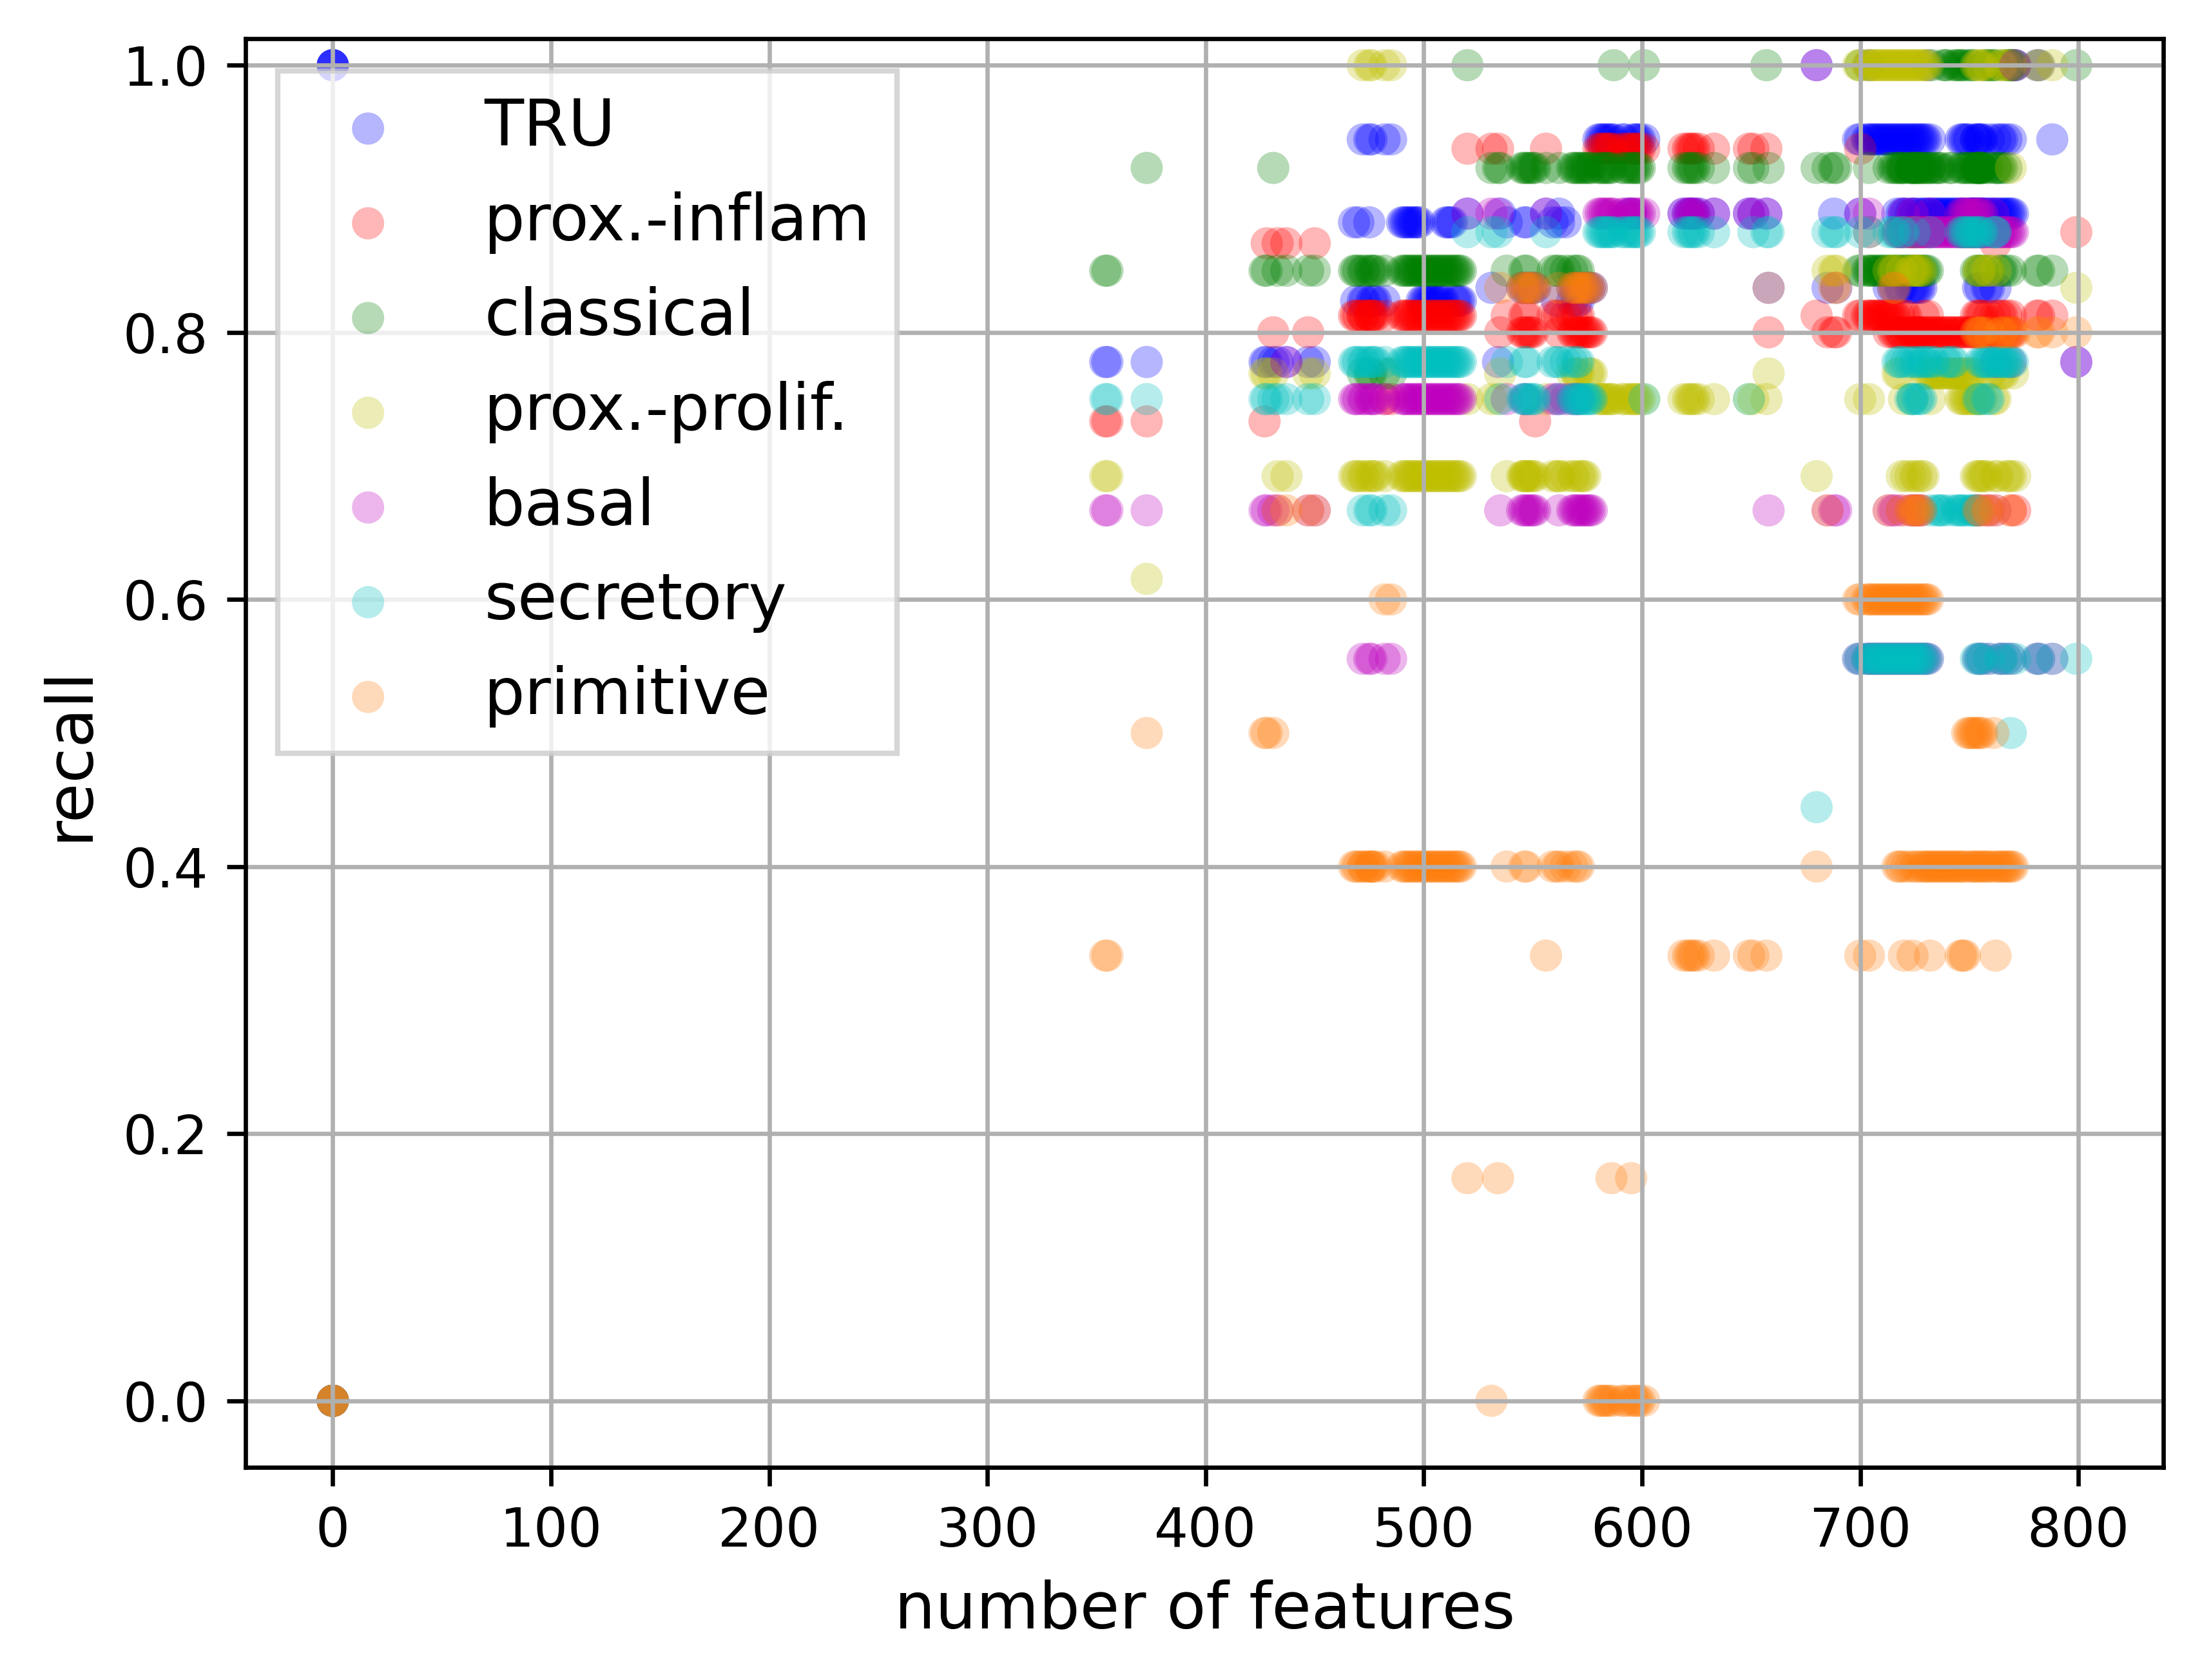 1.0
0.8
0.6
0.4
0.2
0.0
recall
TRU
prox.-inflam
classical
prox.-prolif.
basal
secretory
primitive
0 100 200 300 400 500 600 700 800
number of features